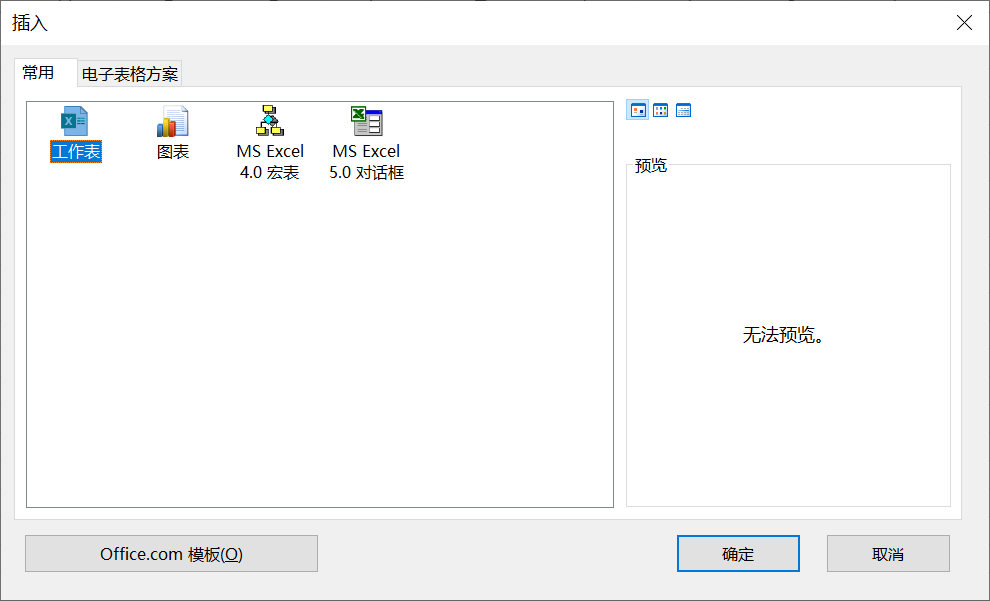 插入
常用
电子表格方案
工作表
图表
MS Excel
4.0 宏表
MS Excel
5.0 对话框
预览
无法预览。
Office.com 模板(O)
确定
取消